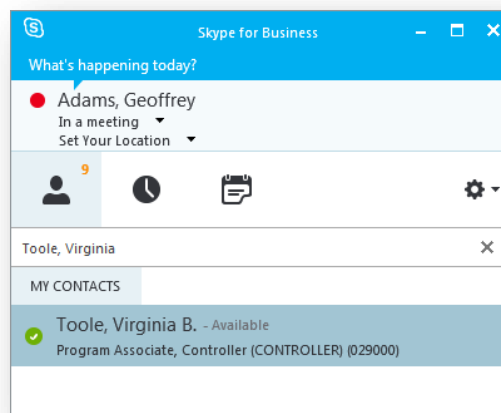 Skype for Business
What's happening today?
Adams, Geoffrey
In a meeting
Set Your Location
9
Toole, Virginia
MY CONTACTS
Toole, Virginia B. - Available
Program Associate, Controller (CONTROLLER) (029000)